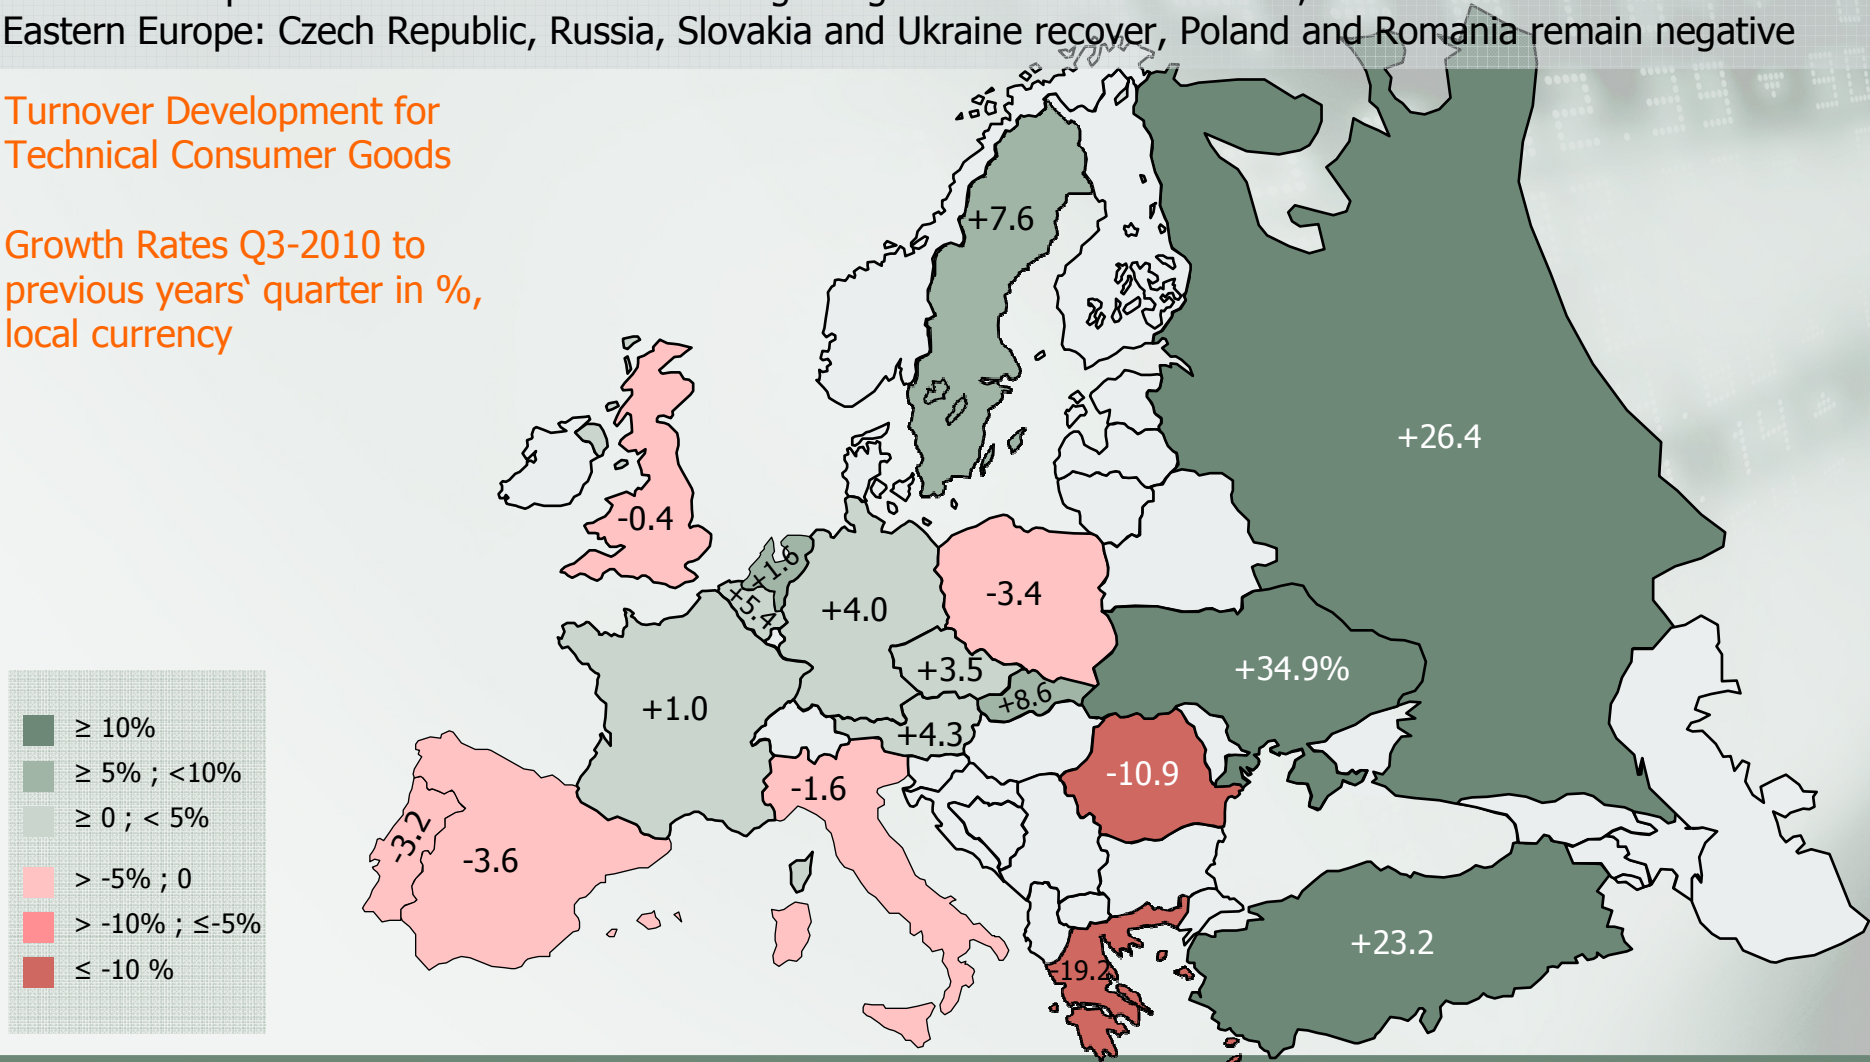 Eastern Europe: Czech Republic, Russia, Slovakia and Ukraine recover, Poland and Romania remain negative
Turnover Development for
Technical Consumer Goods
Growth Rates Q3-2010 to
previous years‘ quarter in %,
local currency
+7.6
+26.4
-0.4
+1.6
+5.4
+4.0
-3.4
+3.5
+34.9%
+8.6
+1.0
+4.3
-1.6
-10.9
-3.2
-3.6
+23.2
-19.2
≥ 10%
≥ 5% ; <10%
≥ 0 ; < 5%
> -5% ; 0
> -10% ; ≤-5%
≤ -10 %